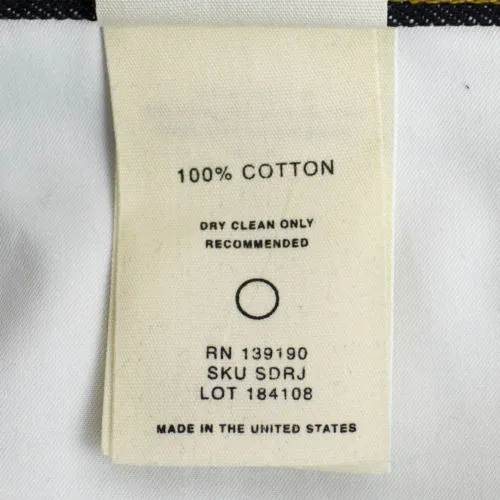 100% COTTON
DRY CLEAN ONLY
RECOMMENDED
RN 139190
SKU SDRJ
LOT 184108
MADE IN THE UNITED STATES